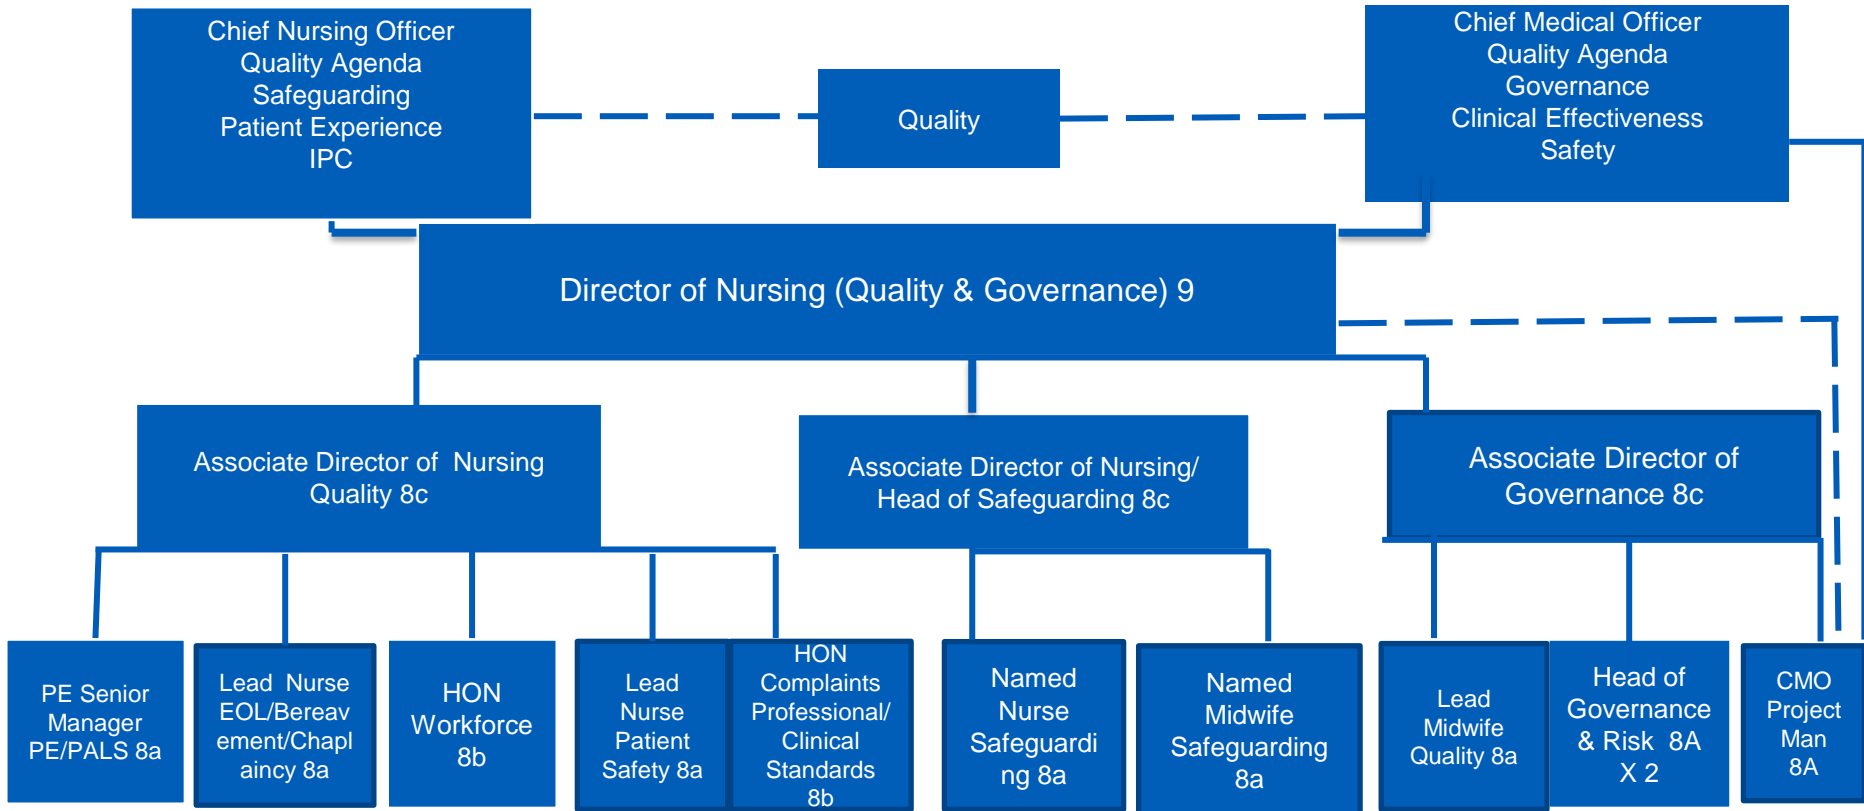 Chief Nursing Officer
Quality Agenda
Safeguarding
Patient Experience
IPC
Quality
Chief Medical Officer
Quality Agenda
Governance
Clinical Effectiveness
Safety
Director of Nursing (Quality & Governance) 9
Associate Director of  Nursing
Quality 8c
Associate Director of Nursing/
Head of Safeguarding 8c
Associate Director of
Governance 8c
PE Senior
Manager
PE/PALS 8a
Lead  Nurse
EOL/Bereav
ement/Chapl
aincy 8a
HON
Workforce
8b
Lead
Nurse
Patient
Safety 8a
HON
Complaints
Professional/
Clinical
Standards
8b
Named
Nurse
Safeguardi
ng 8a
Named
Midwife
Safeguarding
8a
Lead
Midwife
Quality 8a
Head of
Governance
& Risk  8A
X 2
CMO
Project
Man
8A